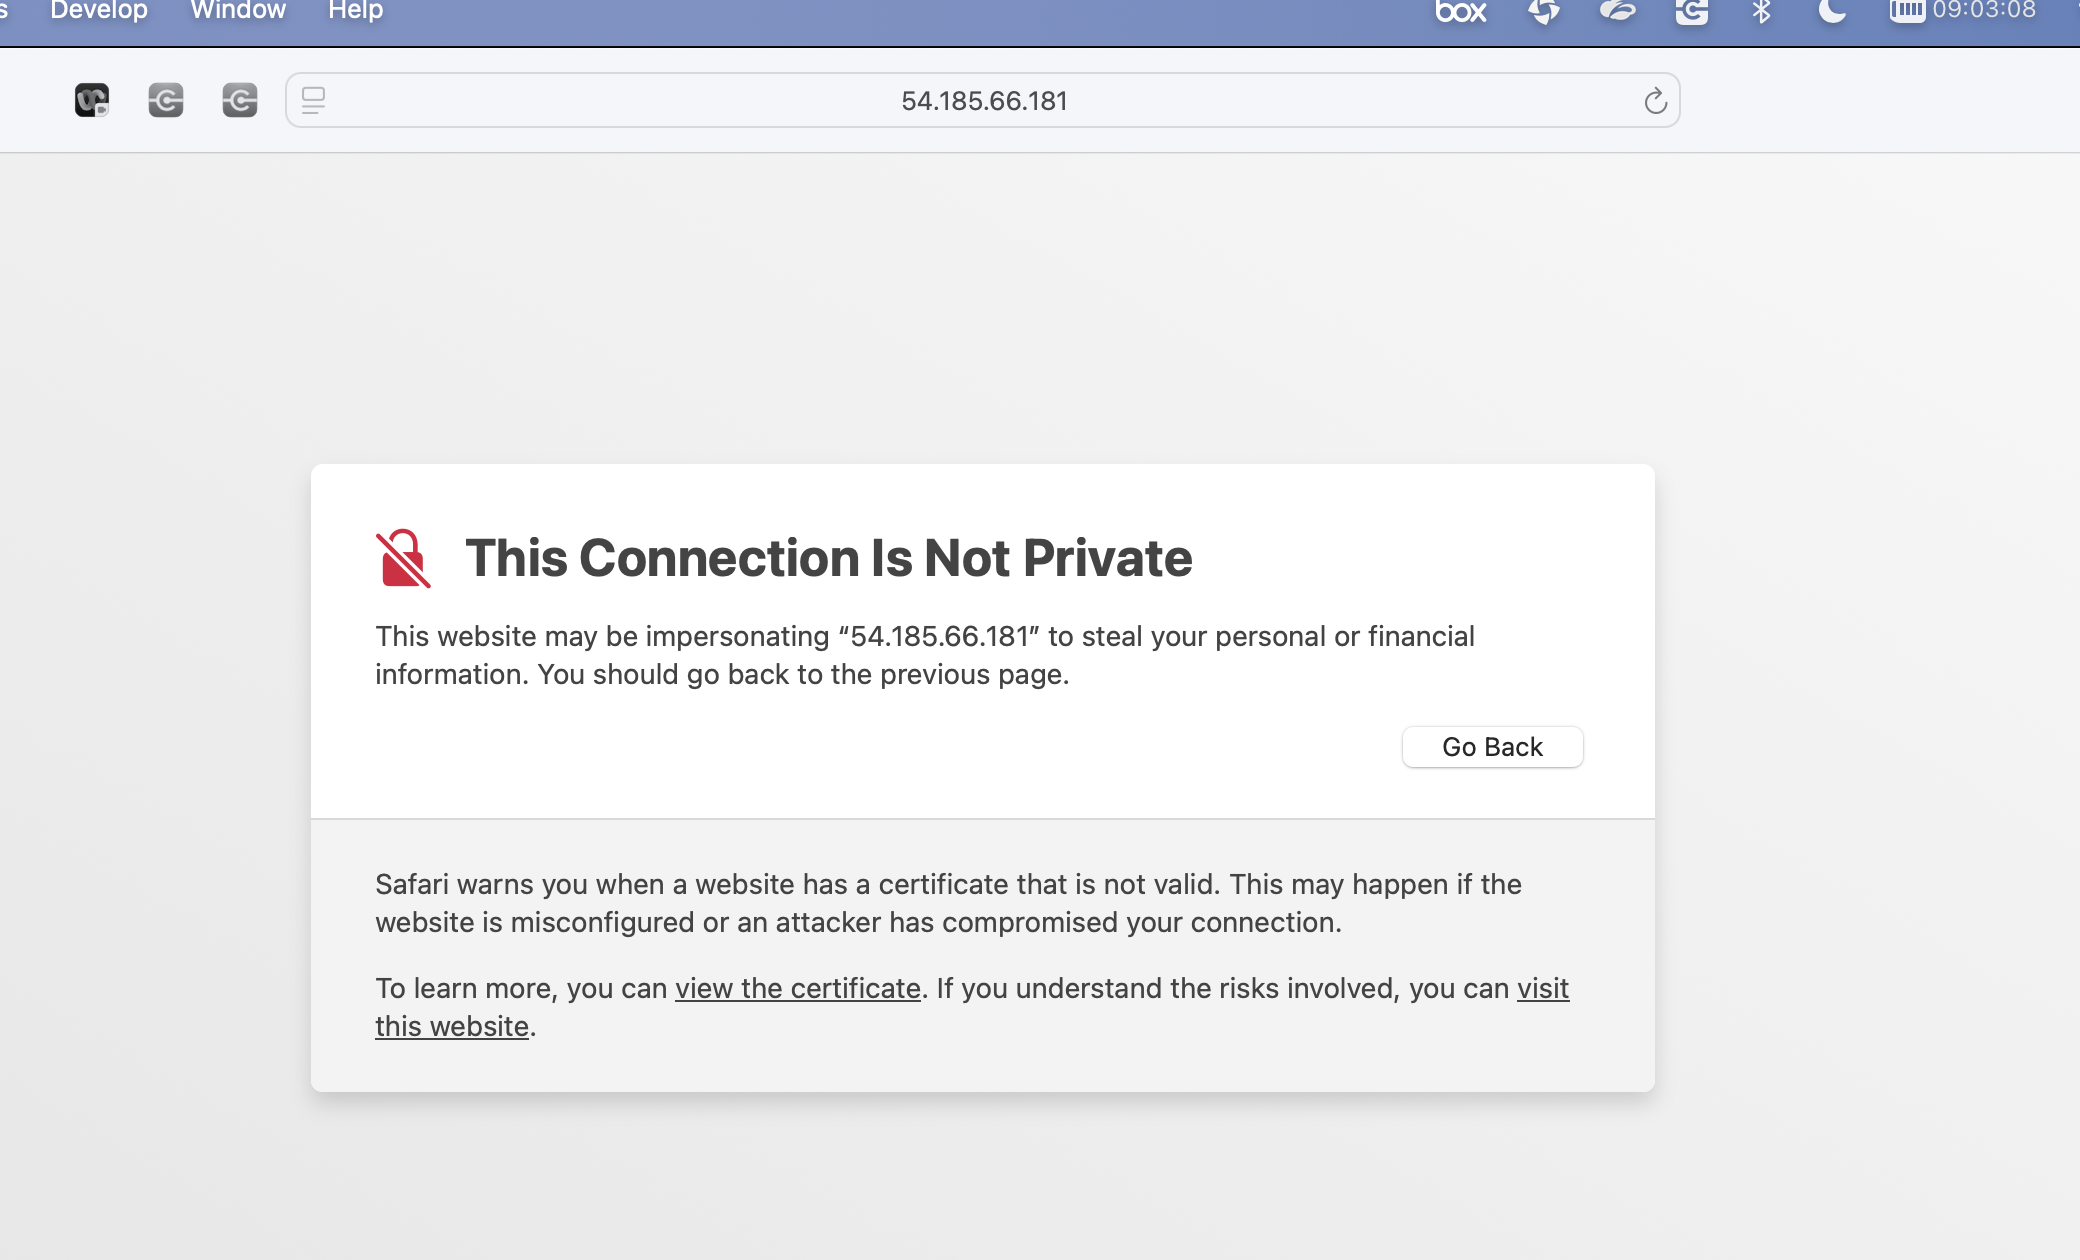 s Develop Window Help box 09:03:08
54.185.66.181
This Connection Is Not Private
This website may be impersonating “54.185.66.181” to steal your personal or financial
information. You should go back to the previous page.
Go Back
Safari warns you when a website has a certificate that is not valid. This may happen if the
website is misconfigured or an attacker has compromised your connection.
To learn more, you can view the certificate. If you understand the risks involved, you can visit
this website.